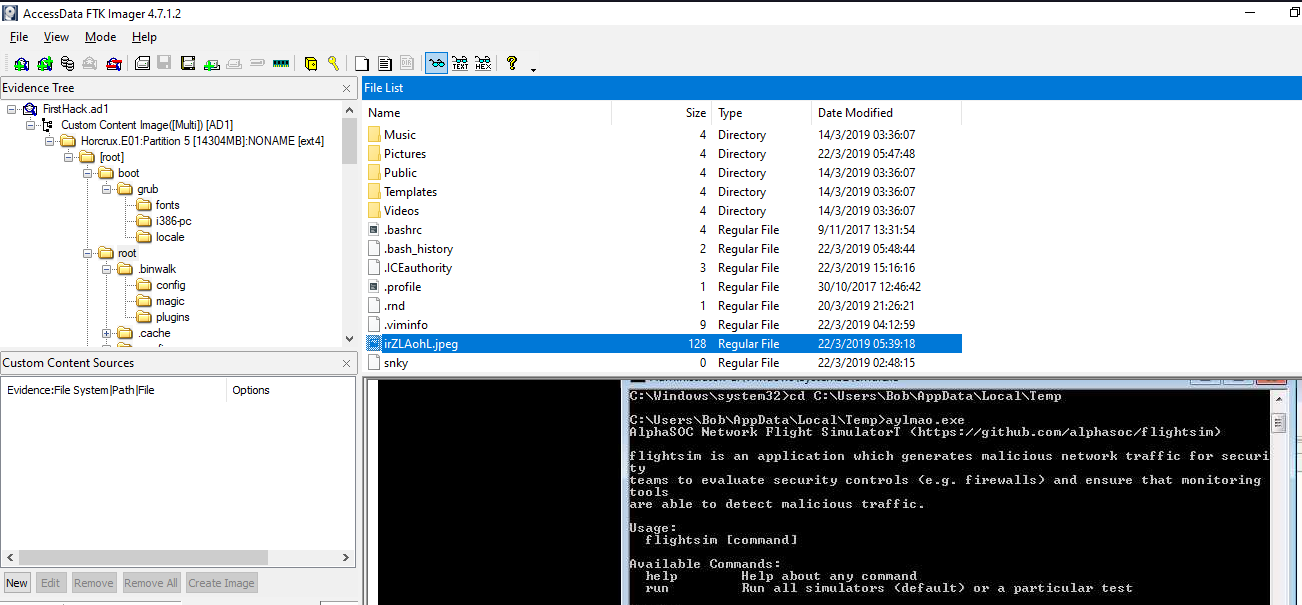 AccessData FTK Imager 4.7.1.2
File View Mode Help
Evidence Tree
FirstHack.ad1
Custom Content Image([Multi]) [AD1]
Horcrux.E01:Partition 5 [14304MB]:NONAME [ext4]
[root]
boot
grub
fonts
i386-pc
locale
root
.binwalk
config
magic
plugins
.cache
Custom Content Sources
Evidence:File System|Path|File Options
New Edit Remove Remove All Create Image
File List
Name Size Type Date Modified
Music 4 Directory 14/3/2019 03:36:07
Pictures 4 Directory 22/3/2019 05:47:48
Public 4 Directory 14/3/2019 03:36:07
Templates 4 Directory 14/3/2019 03:36:07
Videos 4 Directory 14/3/2019 03:36:07
.bashrc 4 Regular File 9/11/2017 13:31:54
.bash_history 2 Regular File 22/3/2019 05:48:44
.ICEauthority 3 Regular File 22/3/2019 15:16:16
.profile 1 Regular File 30/10/2017 12:46:42
.rnd 1 Regular File 20/3/2019 21:26:21
.viminfo 9 Regular File 22/3/2019 04:12:59
irZLAohL.jpeg 128 Regular File 22/3/2019 05:39:18
snky 0 Regular File 22/3/2019 02:48:15
C:\Windows\system32>cd C:\Users\Bob\AppData\Local\Temp
C:\Users\Bob\AppData\Local\Temp>aylmao.exe
AlphaSOC Network Flight SimulatorT (https://github.com/alphasoc/flightsim)
flightsim is an application which generates malicious network traffic for securi
ty
teams to evaluate security controls (e.g. firewalls) and ensure that monitoring
tools
are able to detect malicious traffic.
Usage:
flightsim [command]
Available Commands:
help Help about any command
run Run all simulators (default) or a particular test